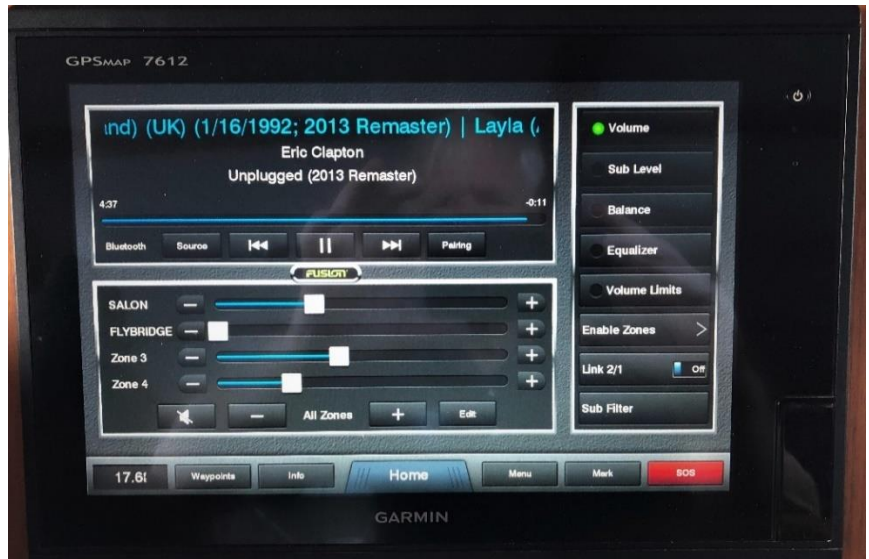 GPSMAP 7612
ınd) (UK) (1/16/1992; 2013 Remaster) | Layla (
Eric Clapton
Unplugged (2013 Remaster)
4:37 -0:11
Bluetooth Source Pairing
FUSION
SALON
FLYBRIDGE
Zone 3
Zone 4
All Zones Edit
Volume
Sub Level
Balance
Equalizer
Volume Limits
Enable Zones
Link 2/1 Off
Sub Filter
17.6 Waypoints Info Home Menu Mark SOS
GARMIN